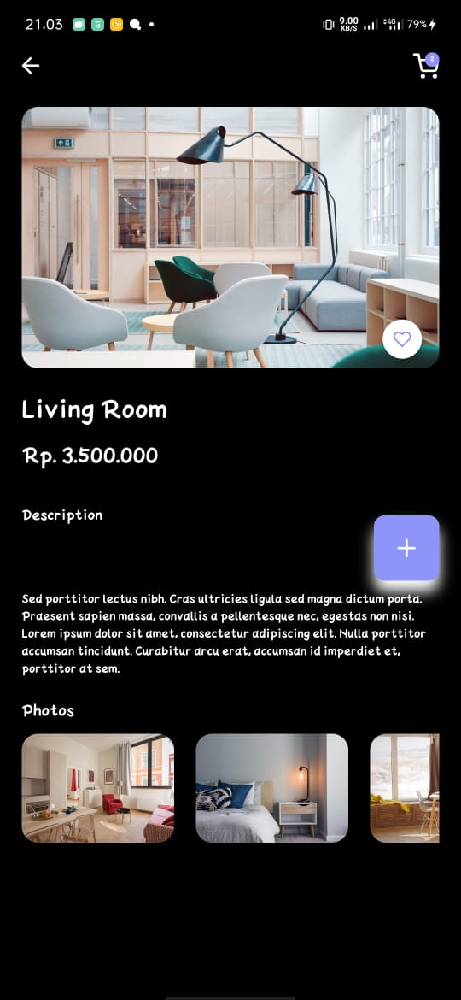 21.03
9.00
KB/S
4G
79%
2
Living Room
Rp. 3.500.000
Description
Sed porttitor lectus nibh. Cras ultricies ligula sed magna dictum porta.
Praesent sapien massa, convallis a pellentesque nec, egestas non nisi.
Lorem ipsum dolor sit amet, consectetur adipiscing elit. Nulla porttitor
accumsan tincidunt. Curabitur arcu erat, accumsan id imperdiet et,
porttitor at sem.
Photos